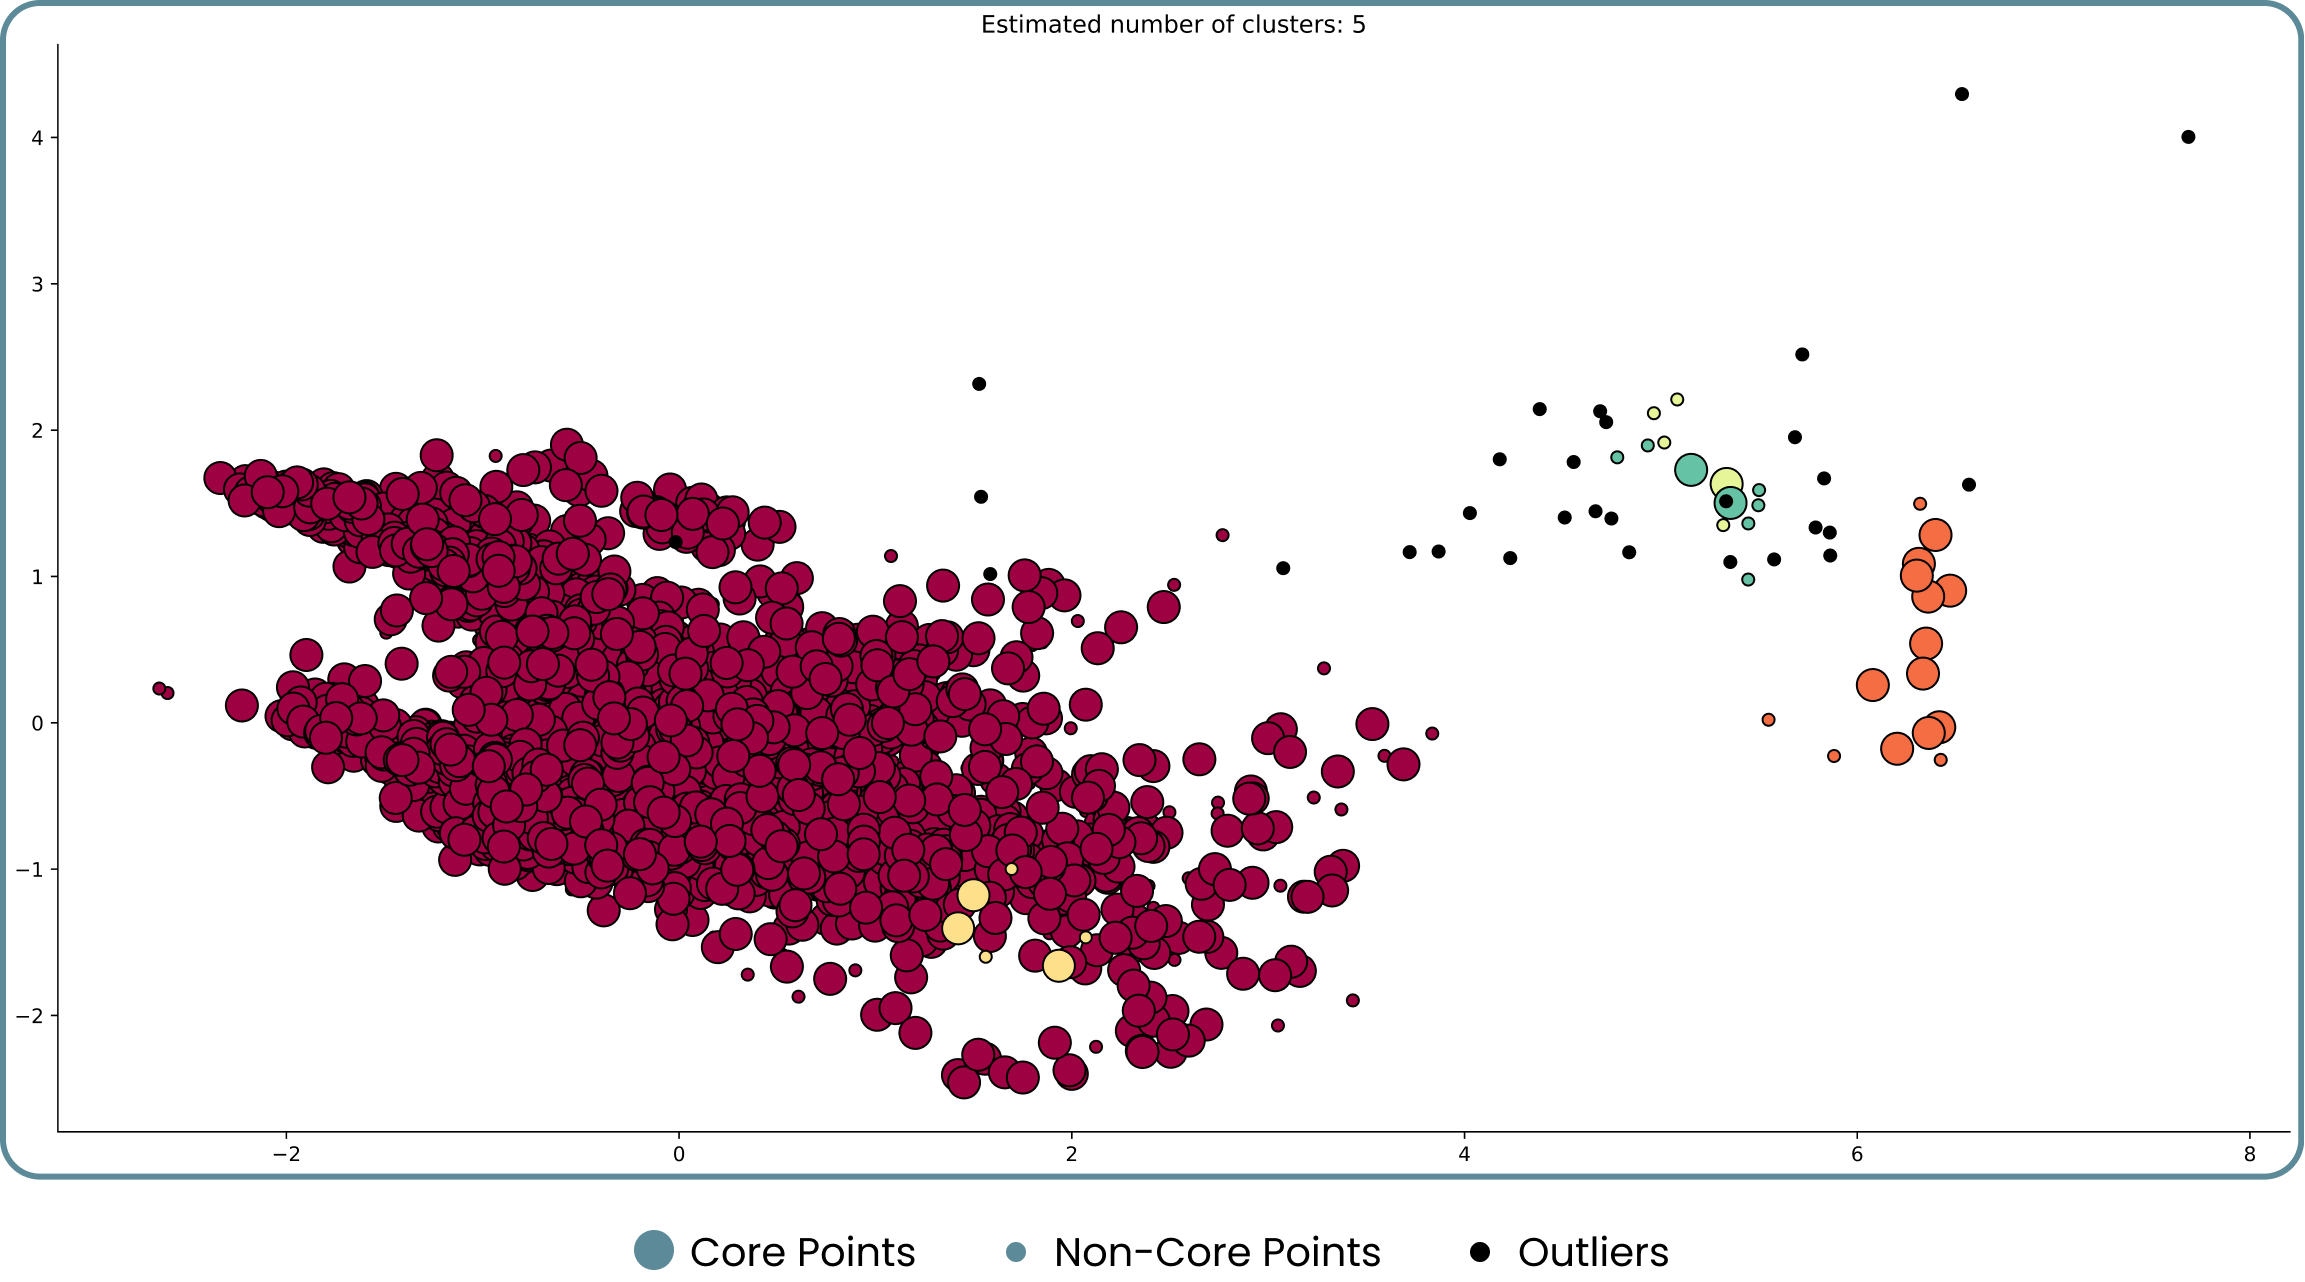 Estimated number of clusters: 5
4
3
2
1
0
−1
−2
−2 0 2 4 6 8
Core Points Non-Core Points Outliers